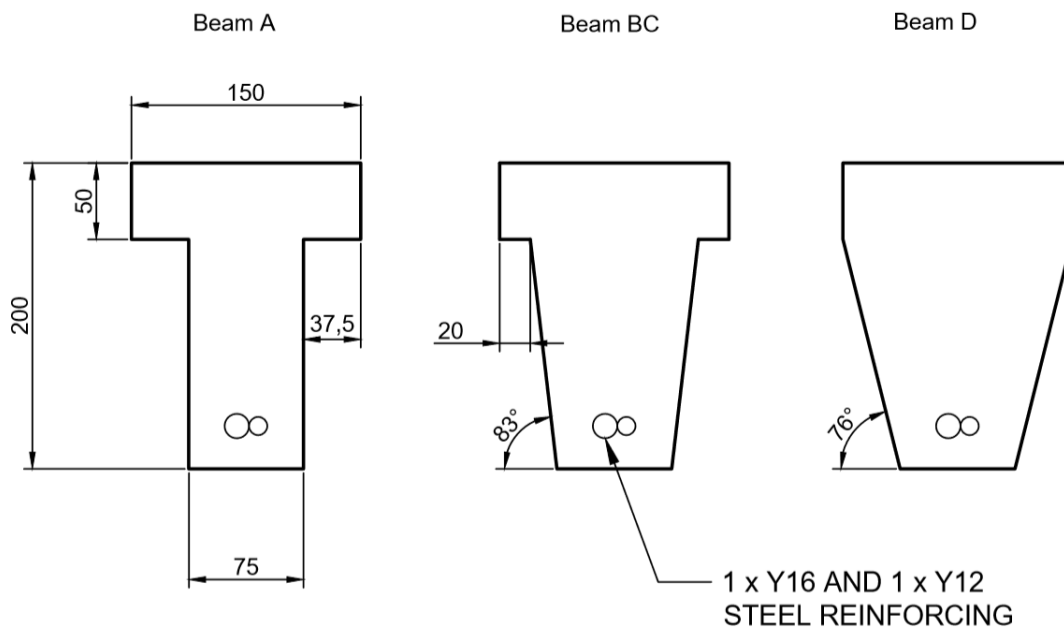 Beam A
Beam BC
Beam D
150
50
200
37,5
20
83°
76°
75
1 x Y16 AND 1 x Y12
STEEL REINFORCING